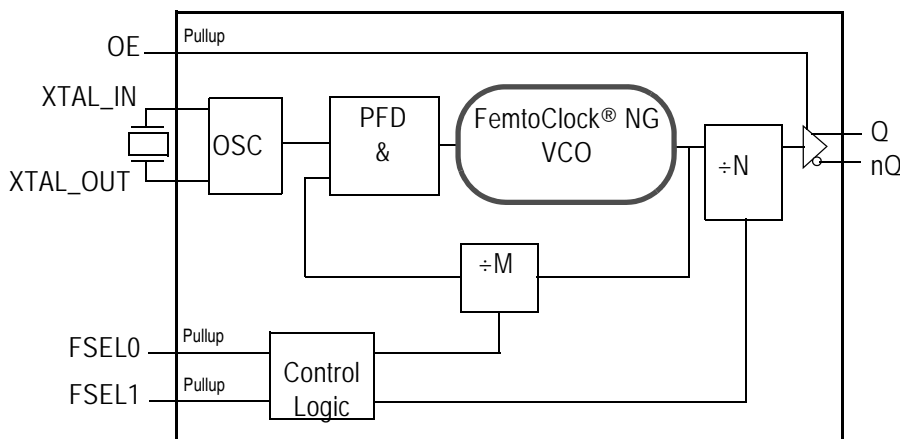 OE
Pullup
XTAL_IN
OSC
XTAL_OUT
PFD
&
FemtoClock® NG
VCO
÷N
Q
nQ
÷M
FSEL0
Pullup
FSEL1
Pullup
Control
Logic